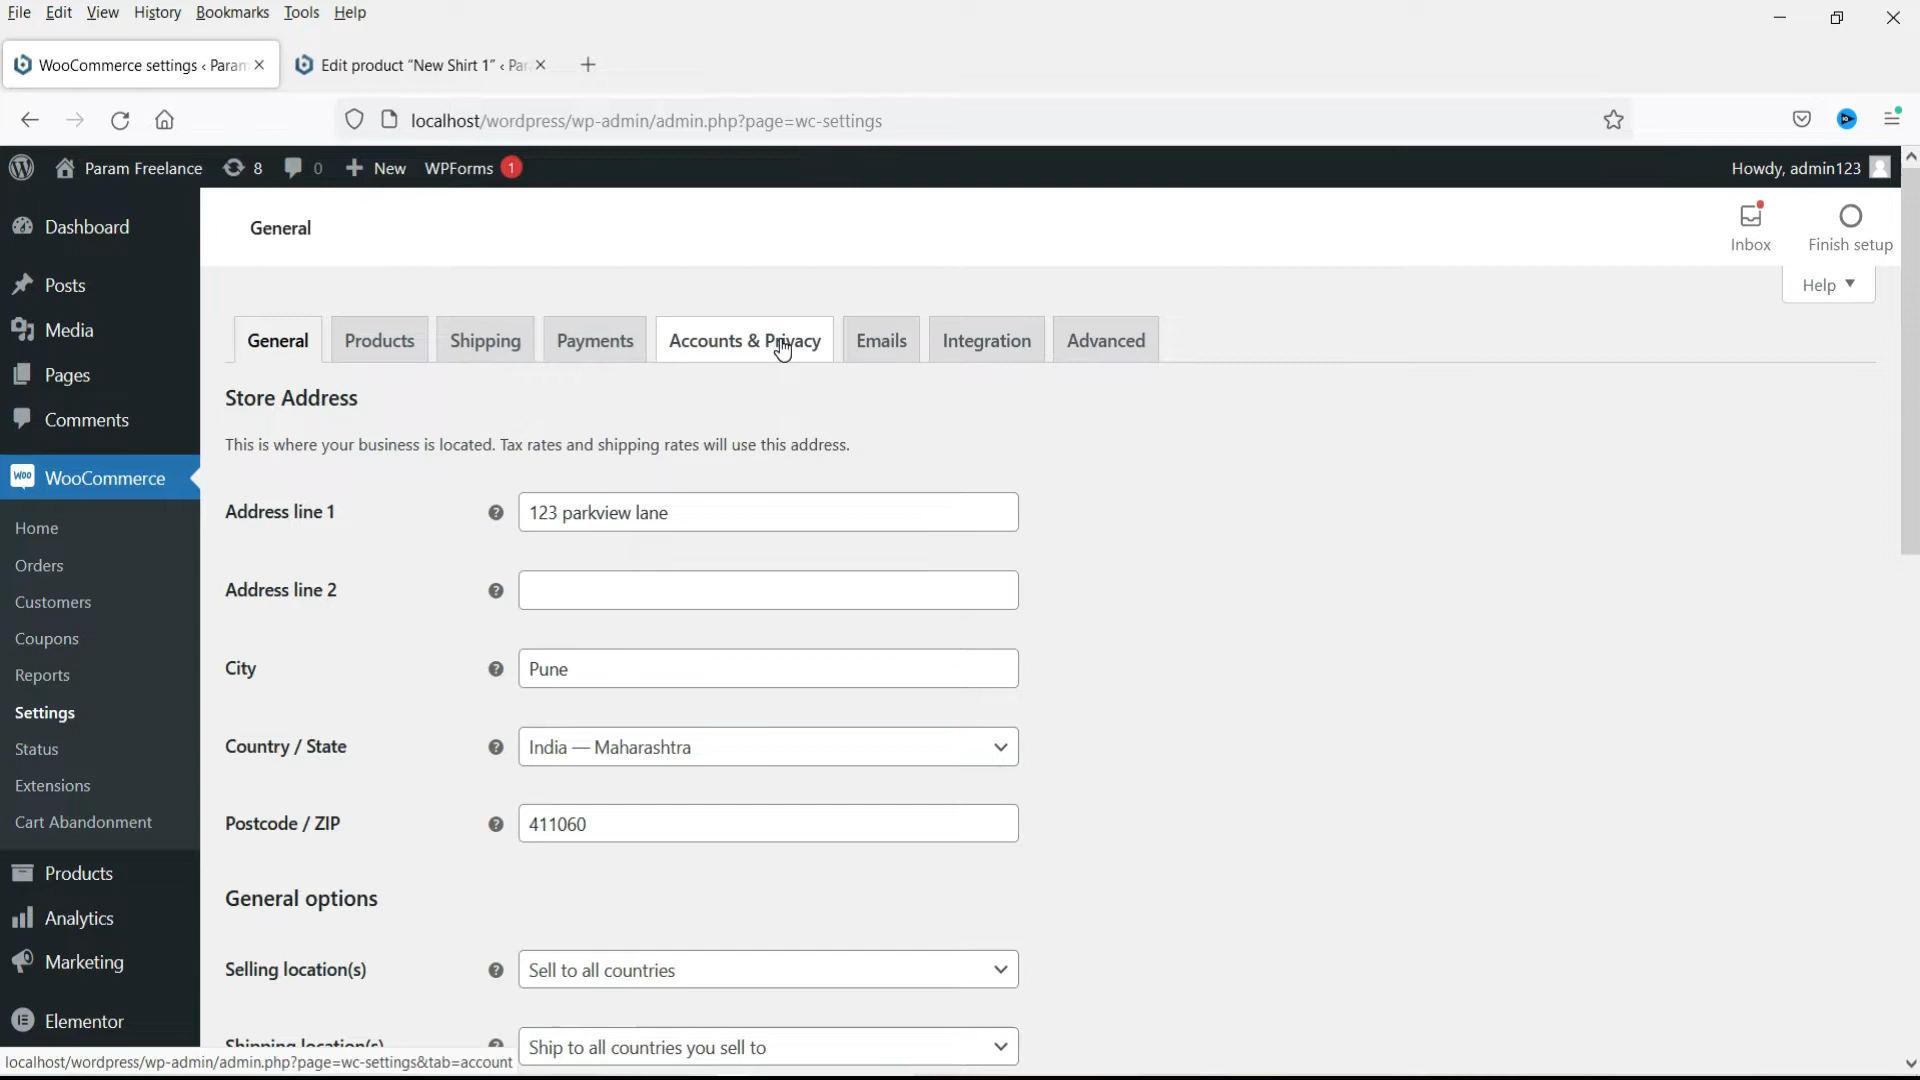 File Edit View History Bookmarks Tools Help
WooCommerce settings ‹ Param Edit product "New Shirt 1" ‹ Par
localhost/wordpress/wp-admin/admin.php?page=wc-settings
Param Freelance 8 0 New WPForms 1 Howdy, admin123
General
Inbox
Finish setup
Help
General Products Shipping Payments Accounts & Privacy Emails Integration Advanced
Store Address
This is where your business is located. Tax rates and shipping rates will use this address.
Address line 1 123 parkview lane
Address line 2
City Pune
Country / State India — Maharashtra
Postcode / ZIP 411060
General options
Selling location(s) Sell to all countries
Shipping location(s) Ship to all countries you sell to
Dashboard
Posts
Media
Pages
Comments
Woo WooCommerce
Home
Orders
Customers
Coupons
Reports
Settings
Status
Extensions
Cart Abandonment
Products
Analytics
Marketing
Elementor
localhost/wordpress/wp-admin/admin.php?page=wc-settings&tab=account